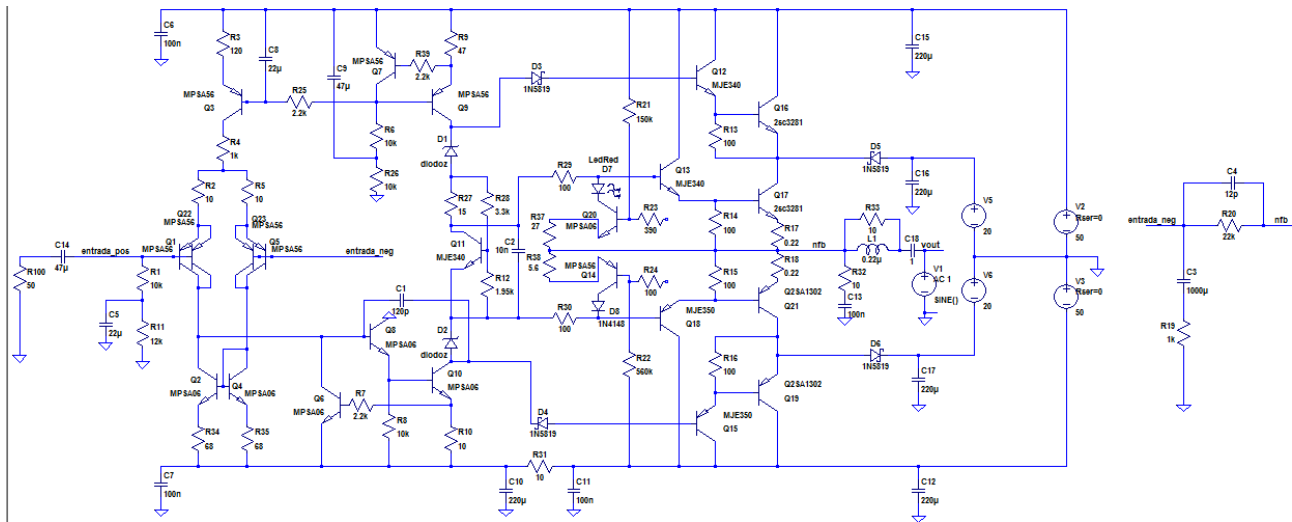 C6
100n
R3
120
C8
22µ
MPSA56
Q3
R25
2.2k
R4
1k
C9
47µ
MPSA56
Q7
R39
2.2k
R9
47
MPSA56
Q9
R6
10k
R26
10k
D1
diodoz
D3
1N5819
Q12
MJE340
Q16
2sc3281
R13
100
C15
220µ
R21
150k
R2
10
R5
10
Q22
MPSA56
Q1
MPSA56
Q23
MPSA56
Q5
MPSA56
C14
47µ
entrada_pos
entrada_neg
R100
50
R1
10k
C5
22µ
R11
12k
R27
15
R28
3.3k
Q11
MJE340
C2
10n
R12
1.95k
R29
100
LedRed
D7
Q20
MPSA06
R37
27
R23
390
R38
5.6
MPSA56
Q14
R24
100
D8
1N4148
R30
100
Q13
MJE340
Q17
2sc3281
R14
100
R17
0.22
R18
0.22
R15
100
Q2SA1302
Q21
MJE350
Q18
nfb
R33
10
L1
0.22µ
C18
1
vout
R32
10
C13
100n
V1
AC 1
SINE()
D5
1N5819
C16
220µ
V5
20
V6
20
V2
Rser=0
50
V3
Rser=0
50
D6
1N5819
C17
220µ
C1
120p
Q8
MPSA06
D2
diodoz
Q10
MPSA06
Q2
MPSA06
Q4
MPSA06
Q6
MPSA06
R7
2.2k
R8
10k
R10
10
R34
68
R35
68
D4
1N5819
R22
560k
R16
100
Q2SA1302
Q19
MJE350
Q15
C7
100n
C10
220µ
R31
10
C11
100n
C12
220µ
C4
12p
entrada_neg
R20
22k
nfb
C3
1000µ
R19
1k